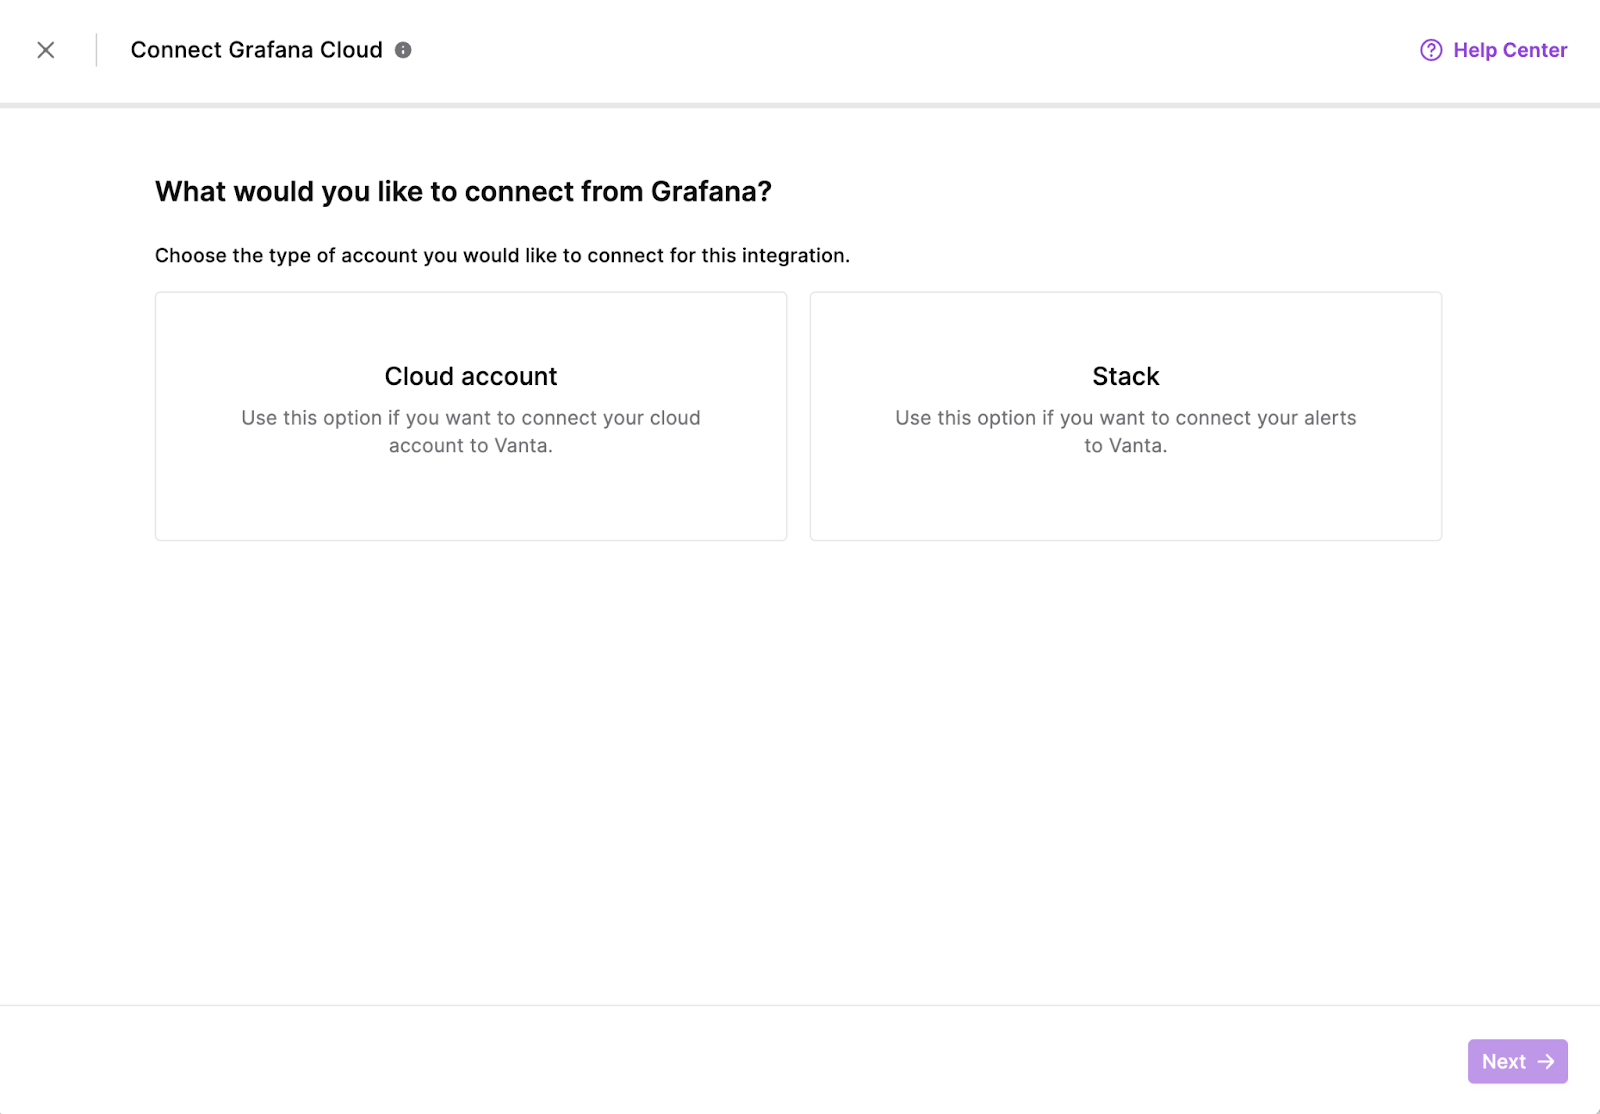 Connect Grafana Cloud
Help Center
What would you like to connect from Grafana?
Choose the type of account you would like to connect for this integration.
Cloud account
Use this option if you want to connect your cloud
account to Vanta.
Stack
Use this option if you want to connect your alerts
to Vanta.
Next